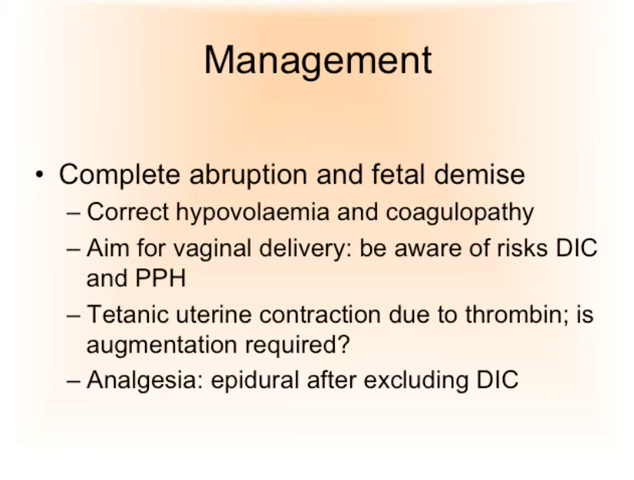 Management
• Complete abruption and fetal demise
– Correct hypovolaemia and coagulopathy
– Aim for vaginal delivery: be aware of risks DIC
and PPH
– Tetanic uterine contraction due to thrombin; is
augmentation required?
– Analgesia: epidural after excluding DIC